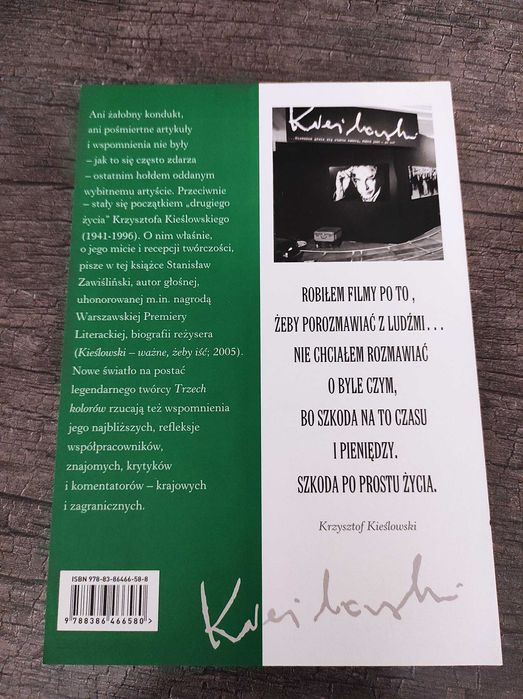 Ani żałobny kondukt,
ani pośmiertne artykuły
i wspomnienia nie były
– jak to się często zdarza
– ostatnim hołdem oddanym
wybitnemu artyście. Przeciwnie
– stały się początkiem „drugiego
życia” Krzysztofa Kieślowskiego
(1941-1996). O nim właśnie,
o jego micie i recepcji twórczości,
pisze w tej książce Stanisław
Zawiśliński, autor głośnej,
uhonorowanej m.in. nagrodą
Warszawskiej Premiery
Literackiej, biografii reżysera
(Kieślowski – ważne, żeby iść; 2005).
Nowe światło na postać
legendarnego twórcy Trzech
kolorów rzucają też wspomnienia
jego najbliższych, refleksje
współpracowników,
znajomych, krytyków
i komentatorów – krajowych
i zagranicznych.
ISBN 978-83-86466-58-8
9788386466580>
ROBIŁEM FILMY PO TO ,
ŻEBY POROZMAWIAĆ Z LUDŹMI...
NIE CHCIAŁEM ROZMAWIAĆ
O BYLE CZYM,
BO SZKODA NA TO CZASU
I PIENIĘDZY.
SZKODA PO PROSTU ŻYCIA.
Krzysztof Kieślowski